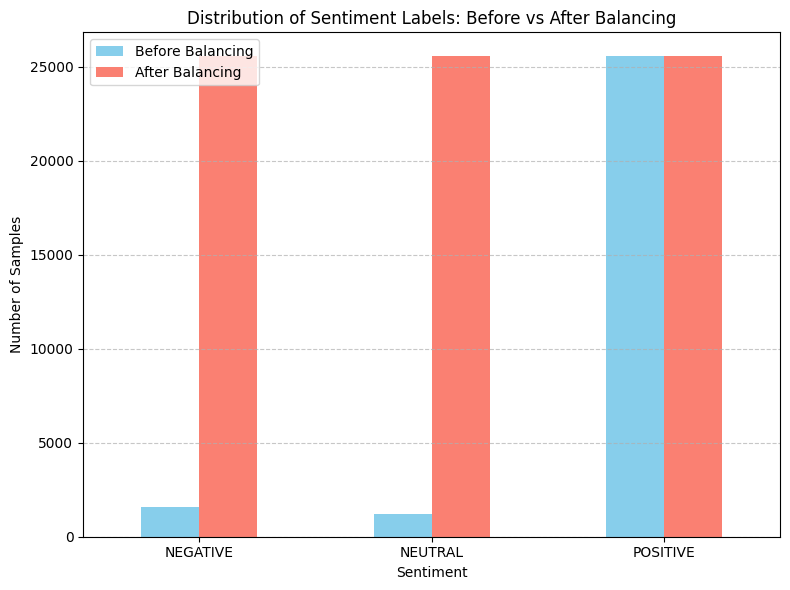 Distribution of Sentiment Labels: Before vs After Balancing
Before Balancing
After Balancing
25000
20000
15000
10000
5000
0
Number of Samples
NEGATIVE
NEUTRAL
POSITIVE
Sentiment